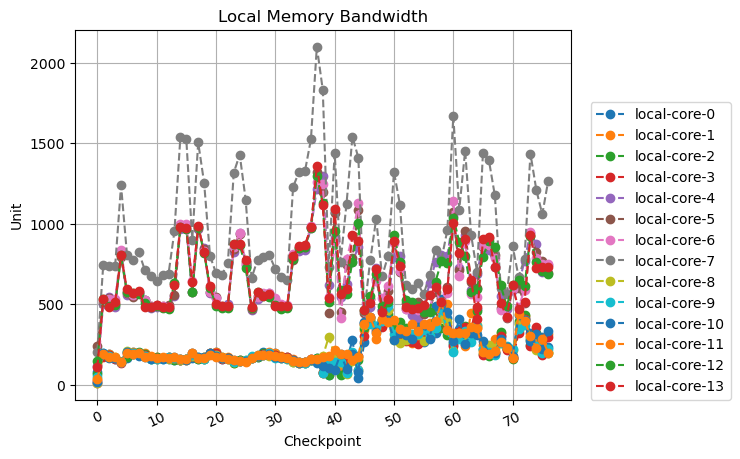 Local Memory Bandwidth
2000
1500
1000
500
0
Unit
0
10
20
30
40
50
60
70
Checkpoint
local-core-0
local-core-1
local-core-2
local-core-3
local-core-4
local-core-5
local-core-6
local-core-7
local-core-8
local-core-9
local-core-10
local-core-11
local-core-12
local-core-13